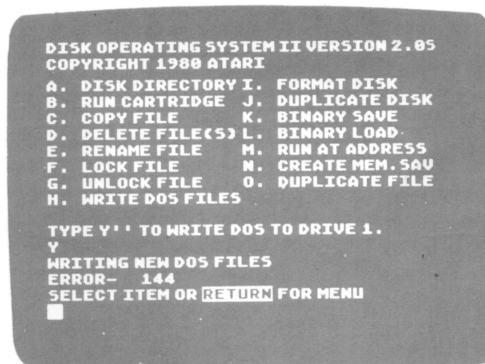 DISK OPERATING SYSTEM II VERSION 2.0S
COPYRIGHT 1980 ATARI
A. DISK DIRECTORY I. FORMAT DISK
B. RUN CARTRIDGE J. DUPLICATE DISK
C. COPY FILE K. BINARY SAVE
D. DELETE FILE(S) L. BINARY LOAD
E. RENAME FILE M. RUN AT ADDRESS
F. LOCK FILE N. CREATE MEM.SAV
G. UNLOCK FILE O. DUPLICATE FILE
H. WRITE DOS FILES
TYPE Y'' TO WRITE DOS TO DRIVE 1.
Y
WRITING NEW DOS FILES
ERROR- 144
SELECT ITEM OR RETURN FOR MENU